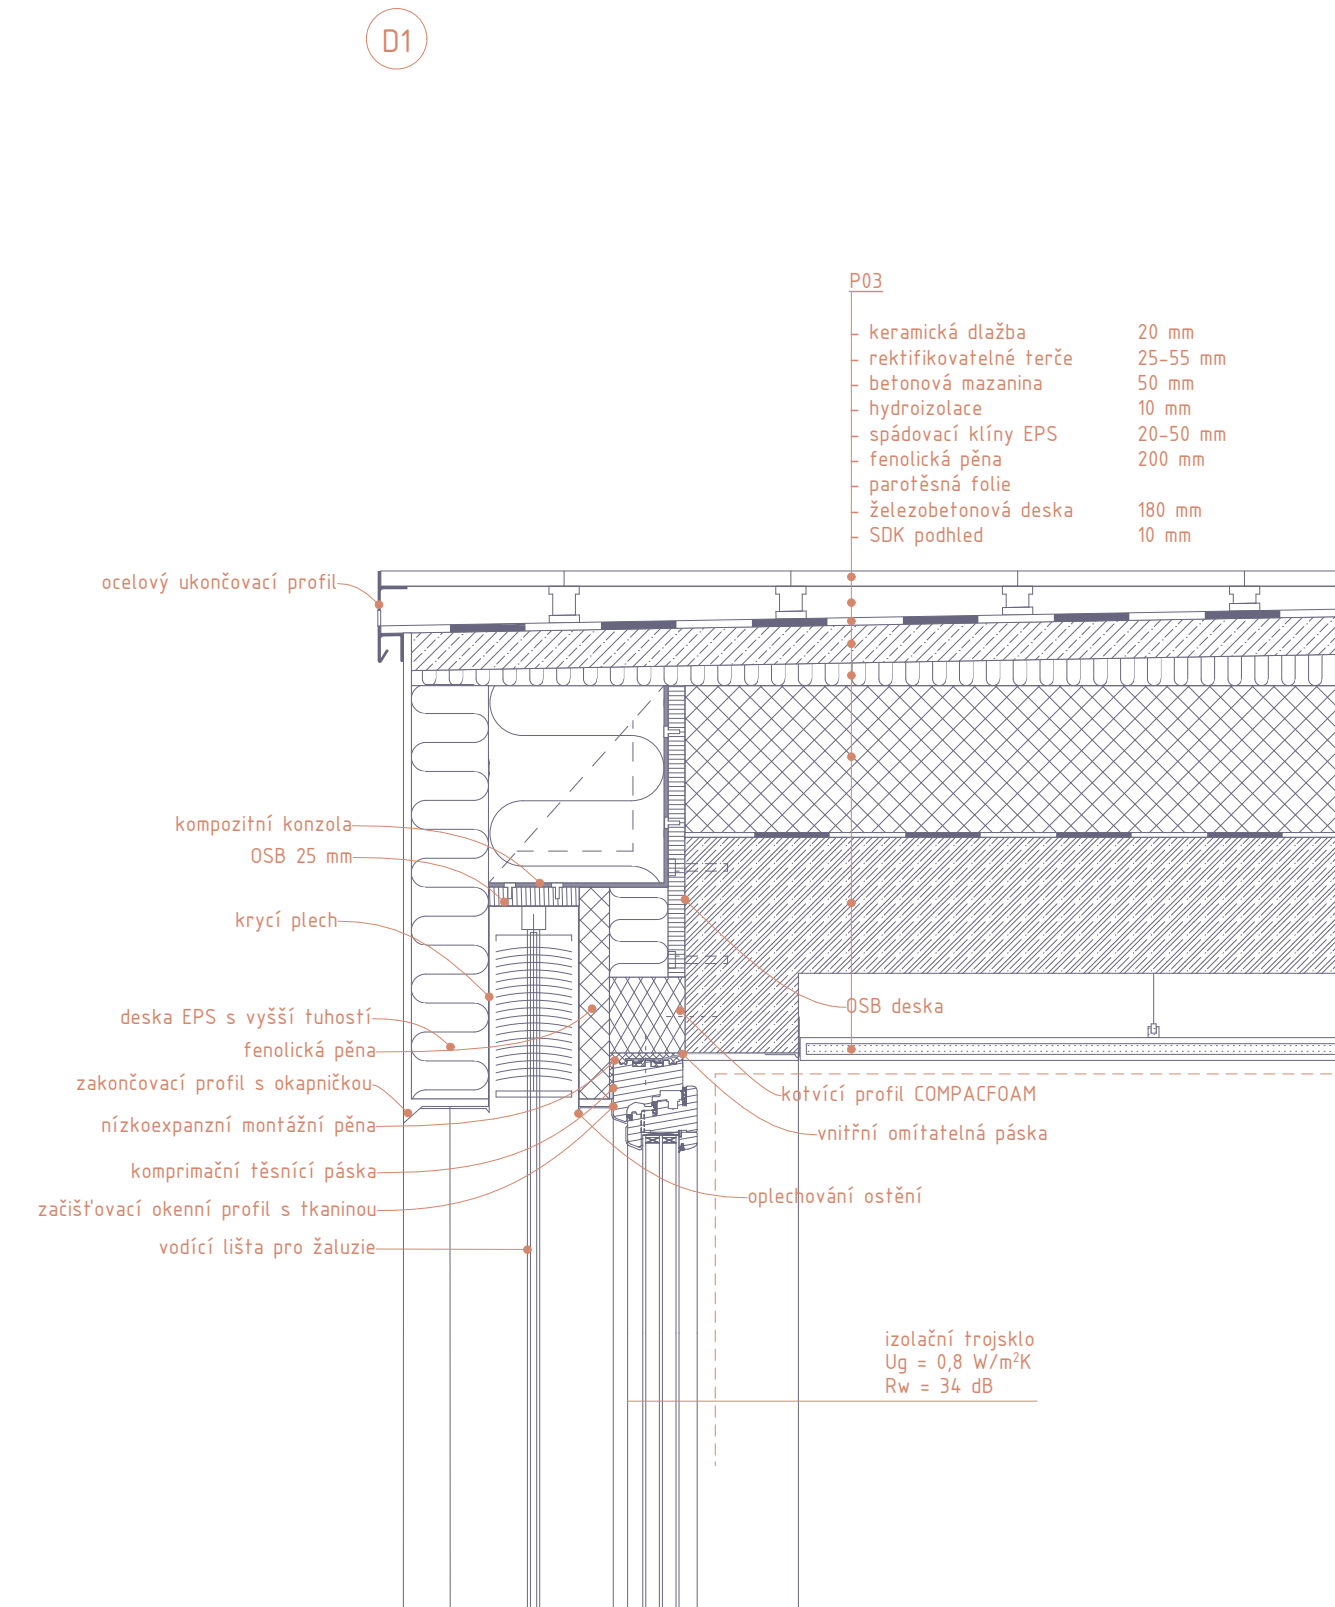 D1
P03
keramická dlažba 20 mm
rektifikovatelné terče 25-55 mm
betonová mazanina 50 mm
hydroizolace 10 mm
spádovací klíny EPS 20-50 mm
fenolická pěna 200 mm
parotěsná folie
železobetonová deska 180 mm
SDK podhled 10 mm
ocelový ukončovací profil
kompozitní konzola
OSB 25 mm
krycí plech
deska EPS s vyšší tuhostí
fenolická pěna
zakončovací profil s okapničkou
nízkoexpanzní montážní pěna
komprimační těsnící páska
začišťovací okenní profil s tkaninou
vodící lišta pro žaluzie
OSB deska
kotvící profil COMPACFOAM
vnitřní omítatelná páska
oplechování ostění
izolační trojsklo
Ug = 0,8 W/m²K
Rw = 34 dB